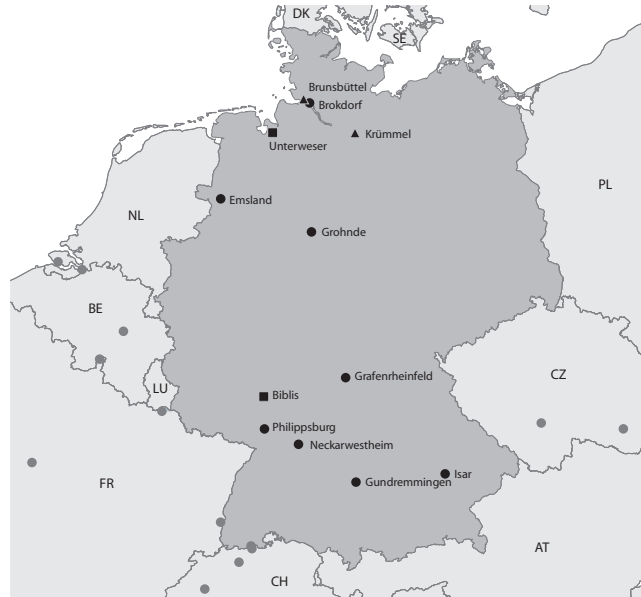 DK
SE
Brunsbüttel
Brokdorf
Krümmel
Unterweser
PL
Emsland
NL
Grohnde
BE
Grafenrheinfeld
CZ
LU
Biblis
Philippsburg
Neckarwestheim
Isar
FR
Gundremmingen
AT
CH